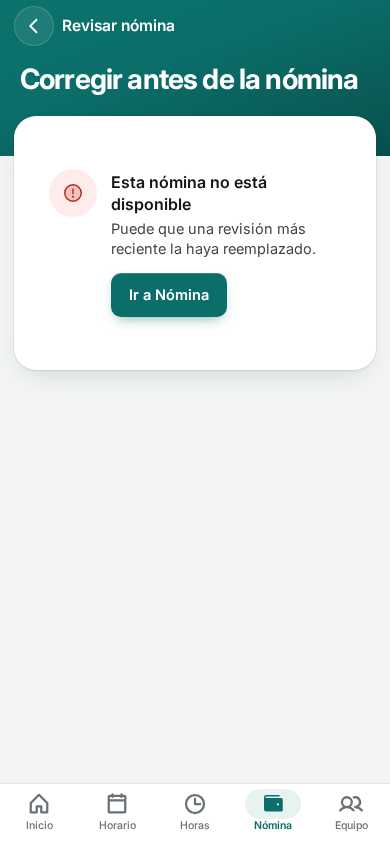 Revisar nómina
Corregir antes de la nómina
Esta nómina no está
disponible
Puede que una revisión más
reciente la haya reemplazado.
Ir a Nómina
Inicio
Horario
Horas
Nómina
Equipo